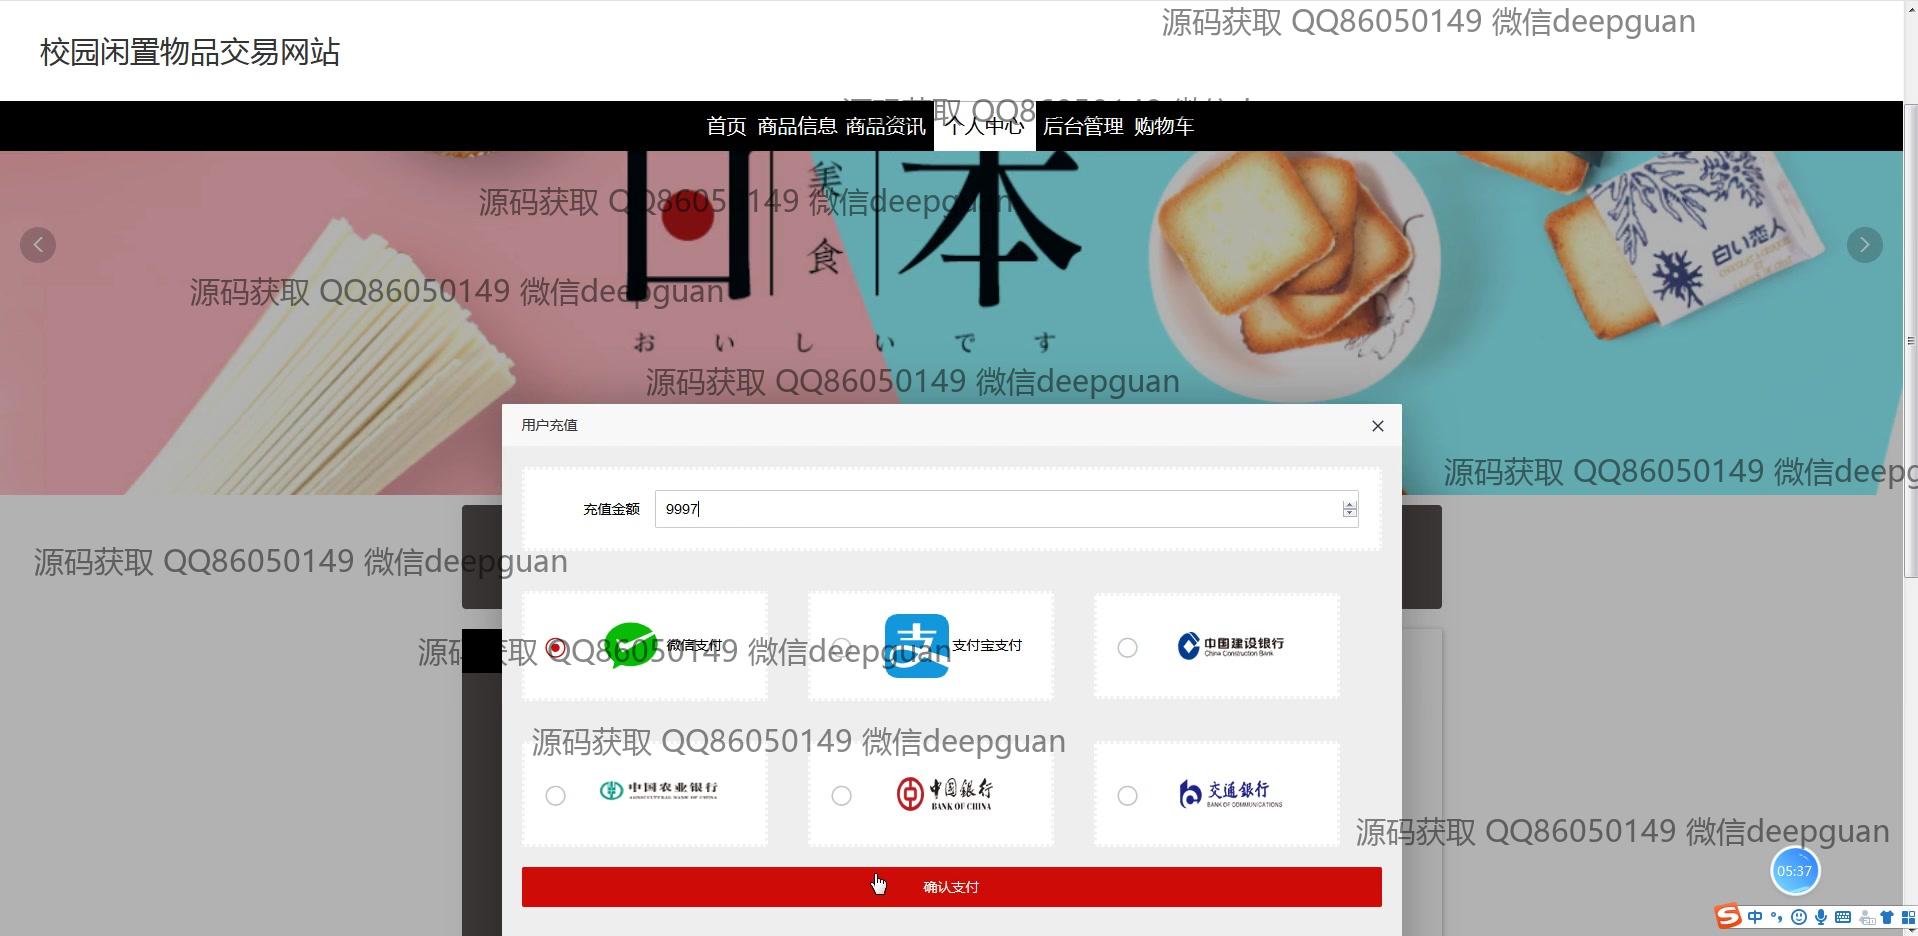 源码获取 QQ86050149 微信deepguan
校园闲置物品交易网站
首页 商品信息 商品资讯 个人中心 后台管理 购物车
日本
美食
おいしいです
白い恋人
源码获取 QQ86050149 微信deepguan
源码获取 QQ86050149 微信deepguan
源码获取 QQ86050149 微信deepguan
用户充值
源码获取 QQ86050149 微信deepg
充值金额 9997
源码获取 QQ86050149 微信deepguan
微信支付
支付宝支付
中国建设银行
China Construction Bank
源码获取 QQ86050149 微信deepguan
源码获取 QQ86050149 微信deepguan
中国农业银行
AGRICULTURAL BANK OF CHINA
中国银行
BANK OF CHINA
交通银行
BANK OF COMMUNICATIONS
源码获取 QQ86050149 微信deepguan
05:37
确认支付
中